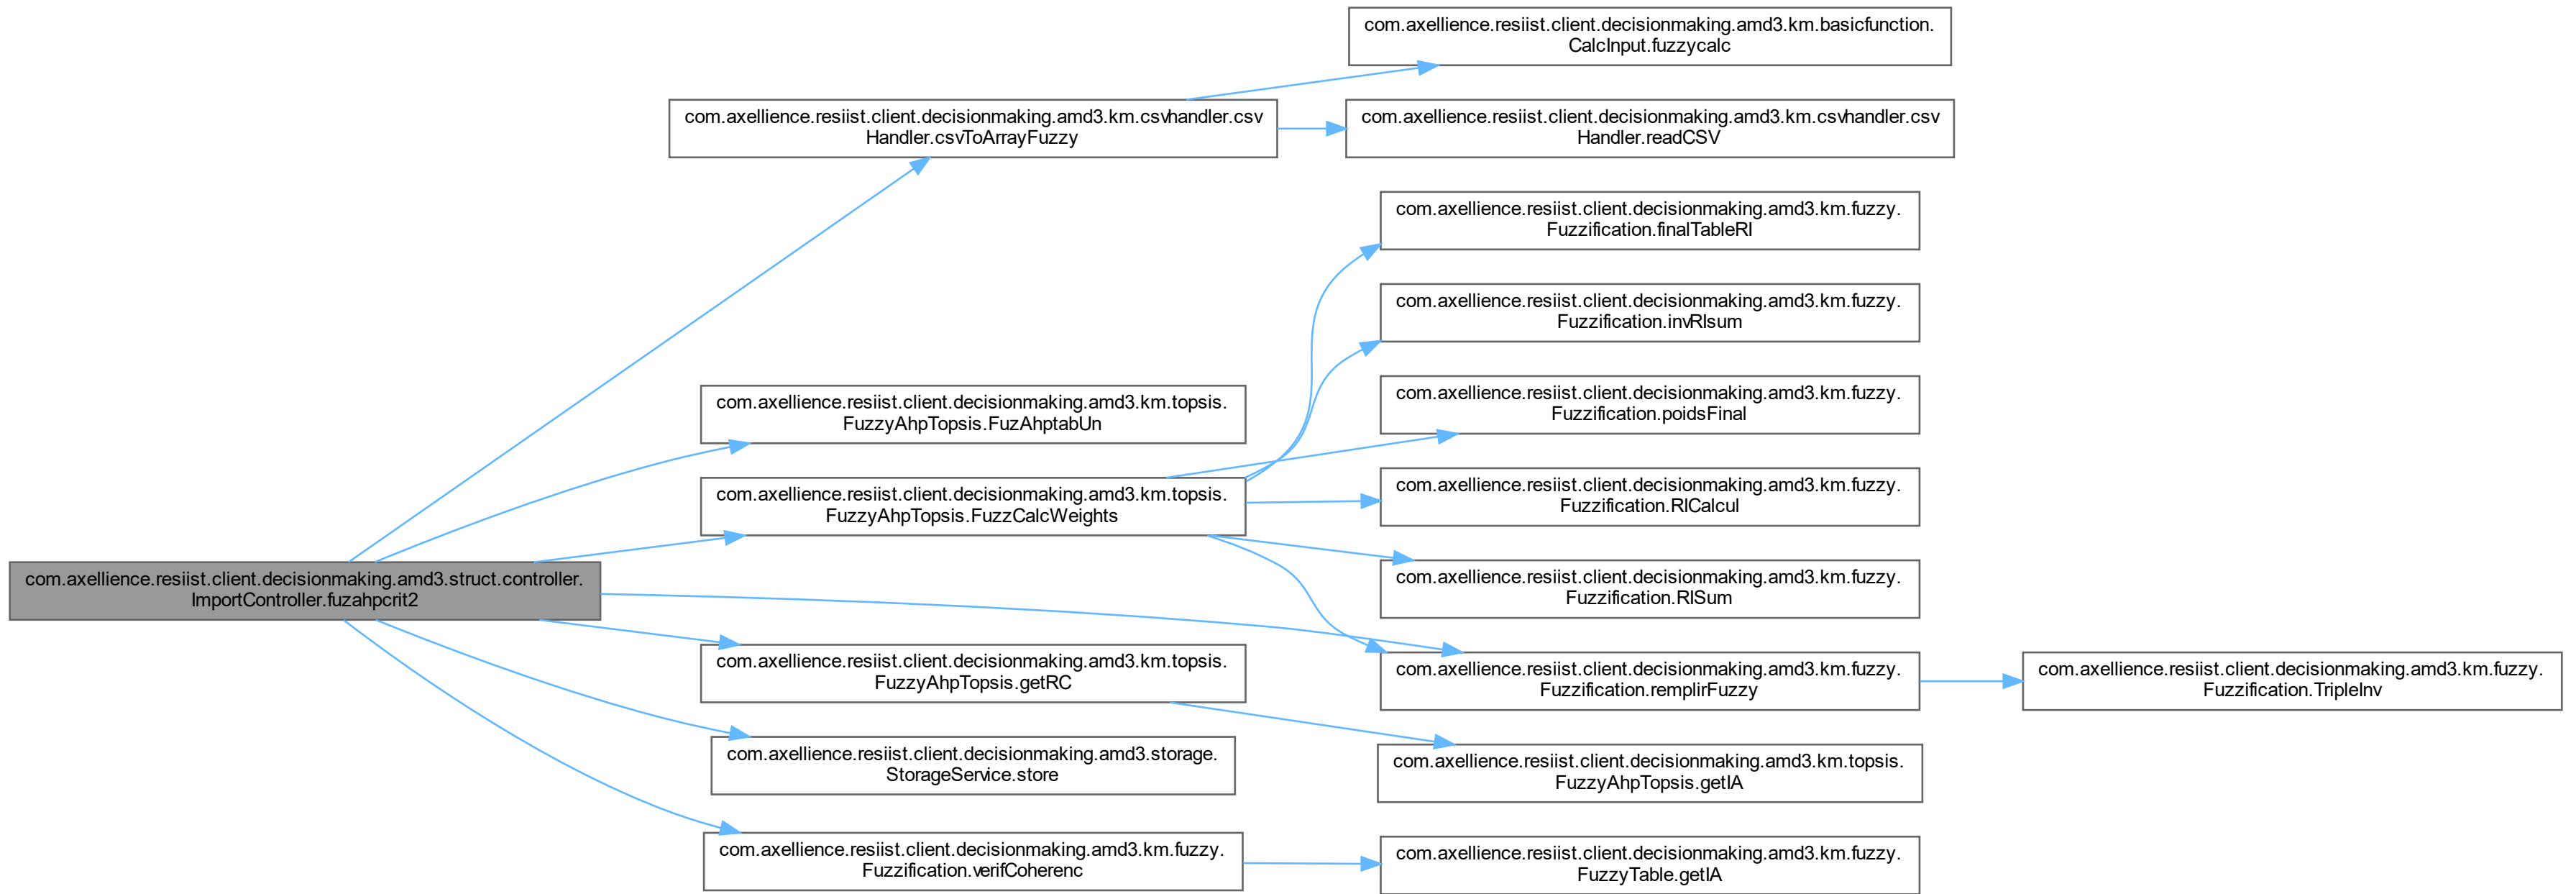 com.axellience.resiist.client.decisionmaking.amd3.km.basicfunction.
CalcInput.fuzzycalc
com.axellience.resiist.client.decisionmaking.amd3.km.csvhandler.csv
Handler.csvToArrayFuzzy
com.axellience.resiist.client.decisionmaking.amd3.km.csvhandler.csv
Handler.readCSV
com.axellience.resiist.client.decisionmaking.amd3.km.fuzzy.
Fuzzification.finalTableRI
com.axellience.resiist.client.decisionmaking.amd3.km.fuzzy.
Fuzzification.invRIsum
com.axellience.resiist.client.decisionmaking.amd3.km.topsis.
FuzzyAhpTopsis.FuzAhptabUn
com.axellience.resiist.client.decisionmaking.amd3.km.fuzzy.
Fuzzification.poidsFinal
com.axellience.resiist.client.decisionmaking.amd3.km.topsis.
FuzzyAhpTopsis.FuzzCalcWeights
com.axellience.resiist.client.decisionmaking.amd3.km.fuzzy.
Fuzzification.RICalcul
com.axellience.resiist.client.decisionmaking.amd3.struct.controller.
ImportController.fuzahpcrit2
com.axellience.resiist.client.decisionmaking.amd3.km.fuzzy.
Fuzzification.RISum
com.axellience.resiist.client.decisionmaking.amd3.km.topsis.
FuzzyAhpTopsis.getRC
com.axellience.resiist.client.decisionmaking.amd3.km.fuzzy.
Fuzzification.remplirFuzzy
com.axellience.resiist.client.decisionmaking.amd3.km.fuzzy.
Fuzzification.TripleInv
com.axellience.resiist.client.decisionmaking.amd3.storage.
StorageService.store
com.axellience.resiist.client.decisionmaking.amd3.km.topsis.
FuzzyAhpTopsis.getIA
com.axellience.resiist.client.decisionmaking.amd3.km.fuzzy.
Fuzzification.verifCoherenc
com.axellience.resiist.client.decisionmaking.amd3.km.fuzzy.
FuzzyTable.getIA